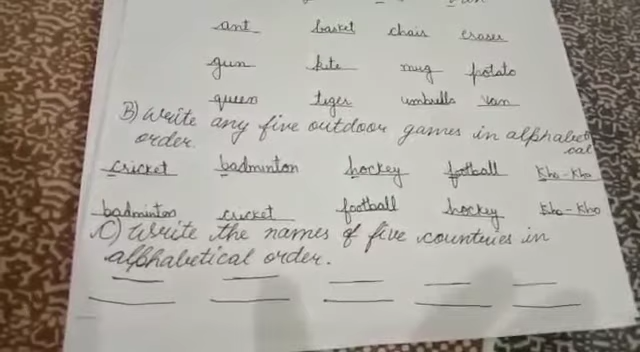 ant basket chair eraser
gun kite mug potato
queen tiger umbrella van
B) Write any five outdoor games in alphabetical
order.
cricket badminton hockey football Kho-Kho
badminton cricket football hockey Kho-Kho
C) Write the names of five countries in
alphabetical order.